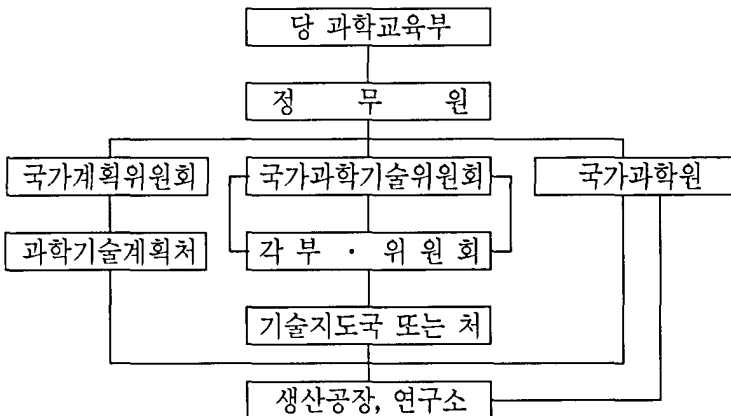 당 과학교육부
정 무 원
국가계획위원회
국가과학기술위원회
국가과학원
과학기술계획처
각 부 · 위 원 회
기술지도국 또는 처
생산공장, 연구소